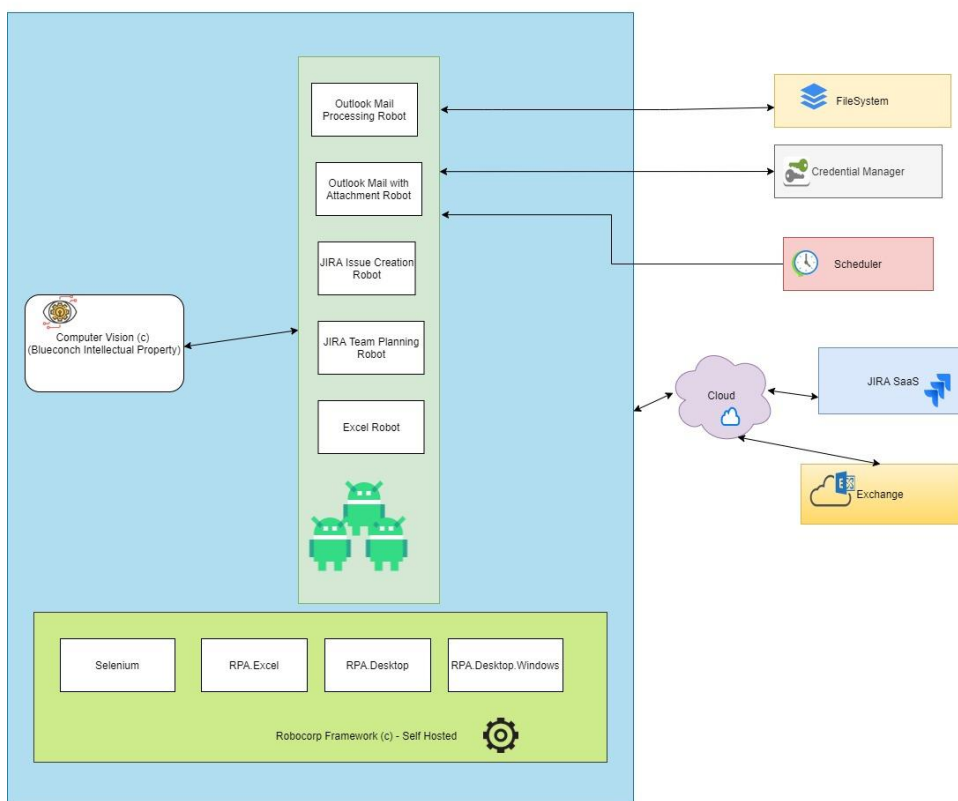 Outlook Mail
Processing Robot
Outlook Mail with
Attachment Robot
JIRA Issue Creation
Robot
JIRA Team Planning
Robot
Excel Robot
Computer Vision (c)
(Blueconch Intellectual Property)
FileSystem
Credential Manager
Scheduler
Cloud
JIRA SaaS
Exchange
Selenium
RPA.Excel
RPA.Desktop
RPA.Desktop.Windows
Robocorp Framework (c) - Self Hosted